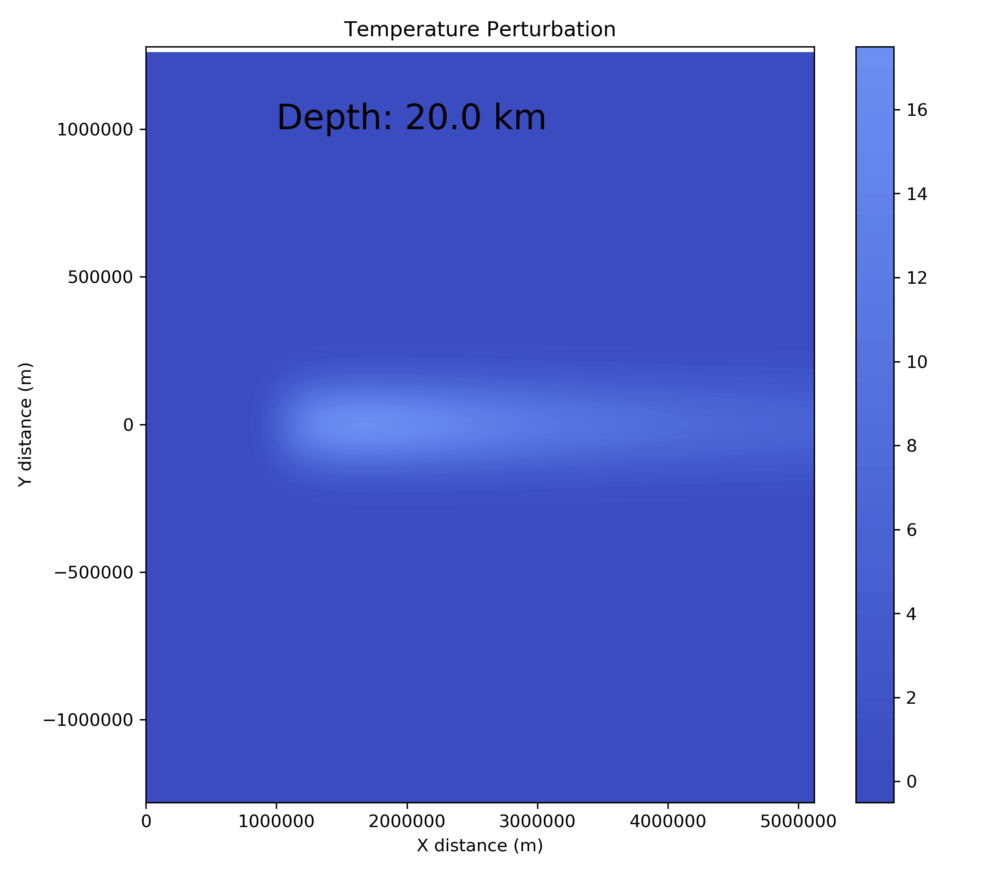 Temperature Perturbation
Depth: 20.0 km
Y distance (m)
1000000
500000
0
−500000
−1000000
0 1000000 2000000 3000000 4000000 5000000
X distance (m)
16
14
12
10
8
6
4
2
0